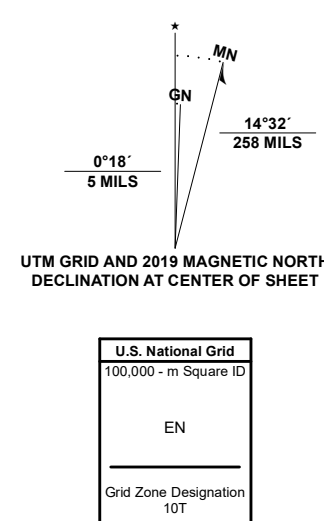 ★
MN
GN
14°32´
258 MILS
0°18´
5 MILS
UTM GRID AND 2019 MAGNETIC NORTH
DECLINATION AT CENTER OF SHEET
U.S. National Grid
100,000 - m Square ID
EN
Grid Zone Designation
10T